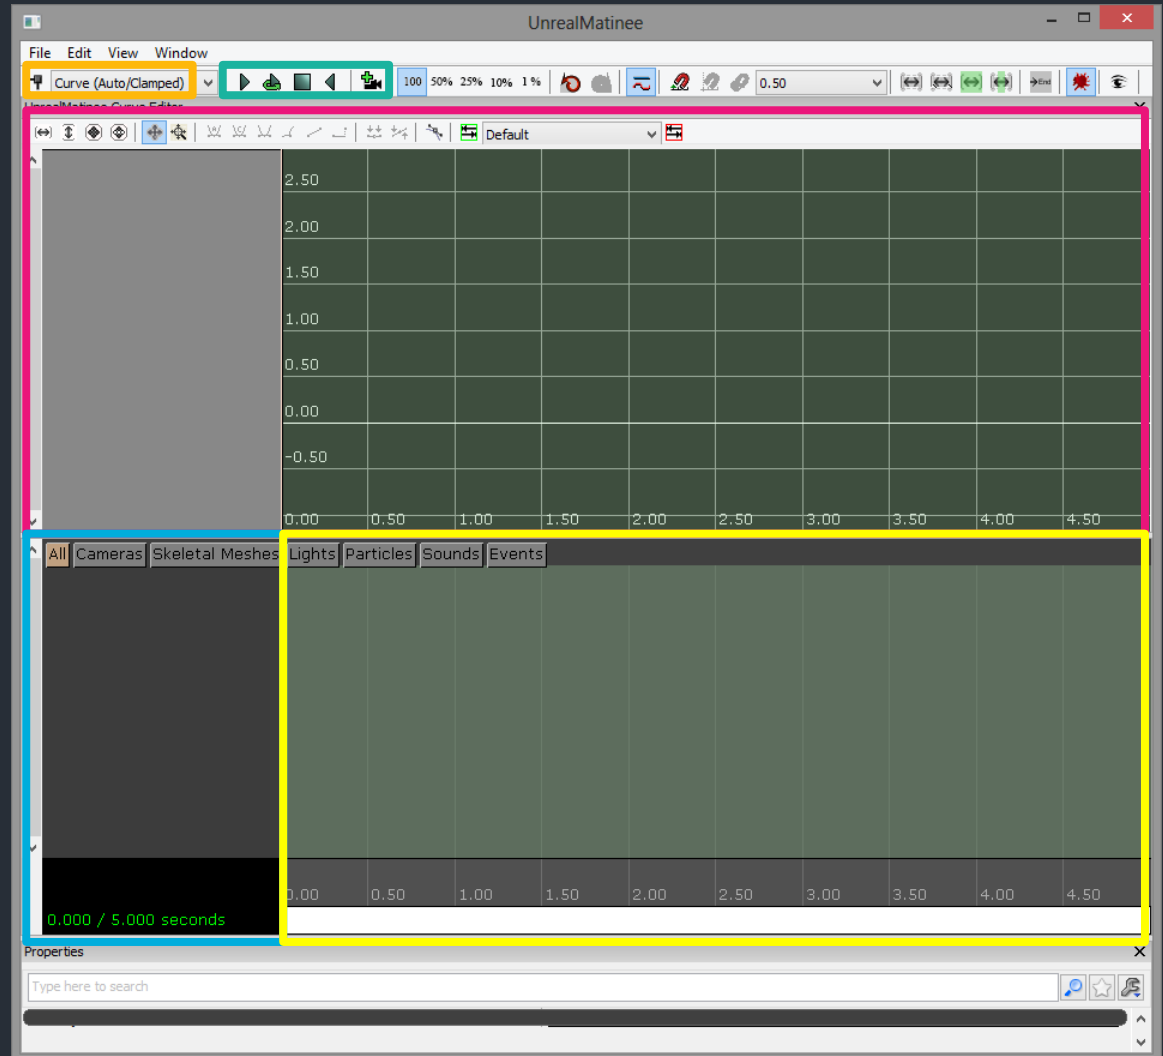 UnrealMatinee
File Edit View Window
Curve (Auto/Clamped) 100 50% 25% 10% 1% 0.50 End
UnrealMatinee Curve Editor
Default
2.50
2.00
1.50
1.00
0.50
0.00
-0.50
0.00 0.50 1.00 1.50 2.00 2.50 3.00 3.50 4.00 4.50
All Cameras Skeletal Meshes Lights Particles Sounds Events
0.00 0.50 1.00 1.50 2.00 2.50 3.00 3.50 4.00 4.50
0.000 / 5.000 seconds
Properties
Type here to search